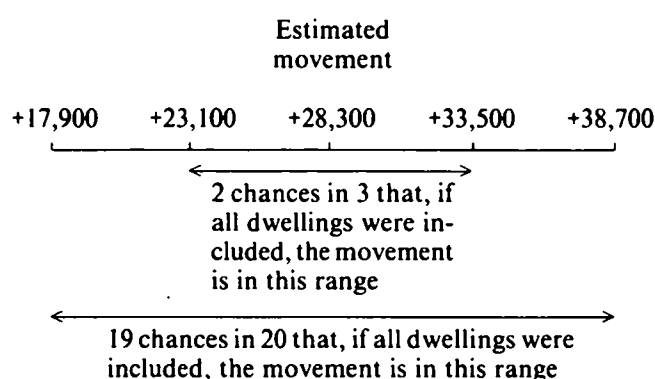 Estimated
movement
+17,900 +23,100 +28,300 +33,500 +38,700
2 chances in 3 that, if
all dwellings were in-
cluded, the movement
is in this range
19 chances in 20 that, if all dwellings were
included, the movement is in this range